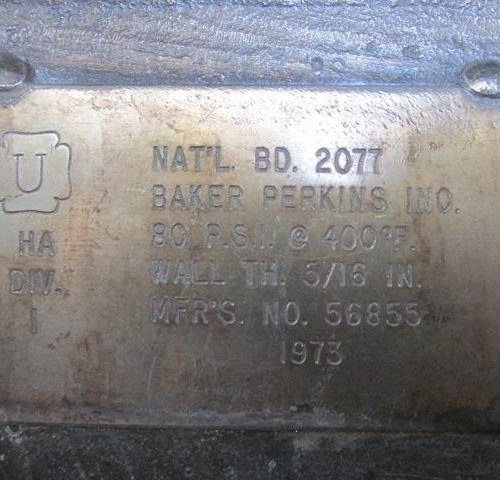 U
HA
DIV.
1
NAT'L. BD. 2077
BAKER PERKINS INC.
80 P.S.I. @ 400°F.
WALL TH. 5/16 IN.
MFR'S. NO. 56855
1973